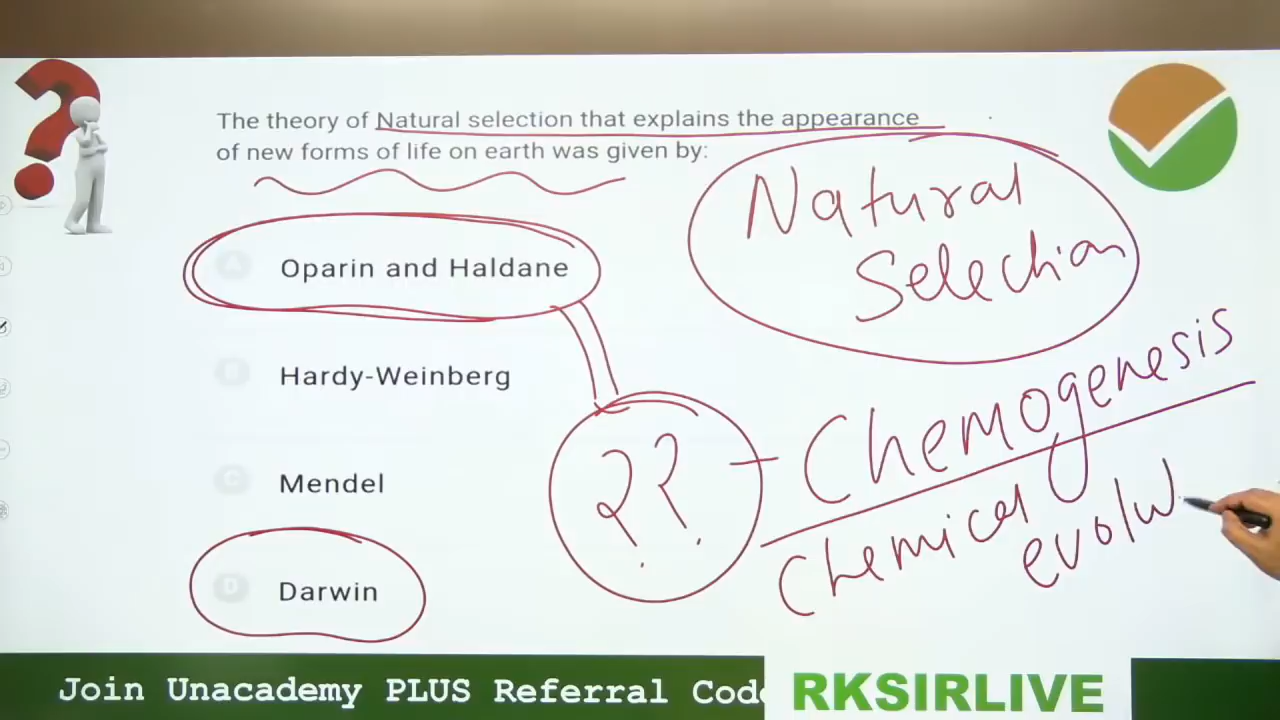 The theory of Natural selection that explains the appearance
of new forms of life on earth was given by:
Natural
Selection
A Oparin and Haldane
B Hardy-Weinberg
Chemogenesis
??
C Mendel
Chemical
evolu
D Darwin
Join Unacademy PLUS Referral Code
RKSIRLIVE